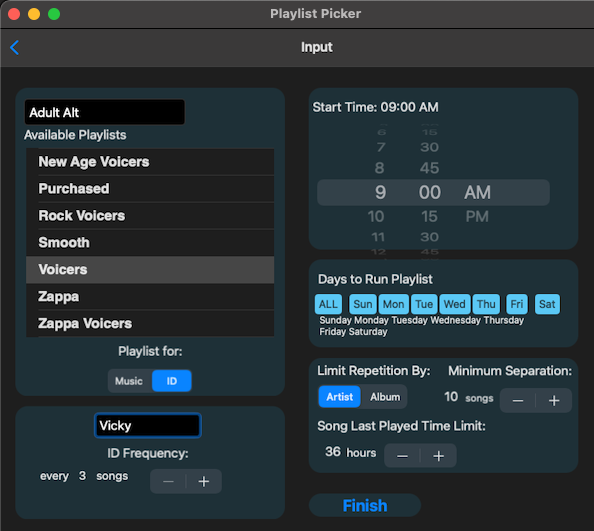 Playlist Picker
Input
Adult Alt
Available Playlists
New Age Voicers
Purchased
Rock Voicers
Smooth
Voicers
Zappa
Zappa Voicers
Playlist for:
Music ID
Vicky
ID Frequency:
every 3 songs
− +
Start Time: 09:00 AM
6 15
7 30
8 45
9 00 AM
10 15 PM
11 30
12 45
Days to Run Playlist
ALL Sun Mon Tue Wed Thu Fri Sat
Sunday Monday Tuesday Wednesday Thursday
Friday Saturday
Limit Repetition By: Minimum Separation:
Artist Album 10 songs − +
Song Last Played Time Limit:
36 hours − +
Finish